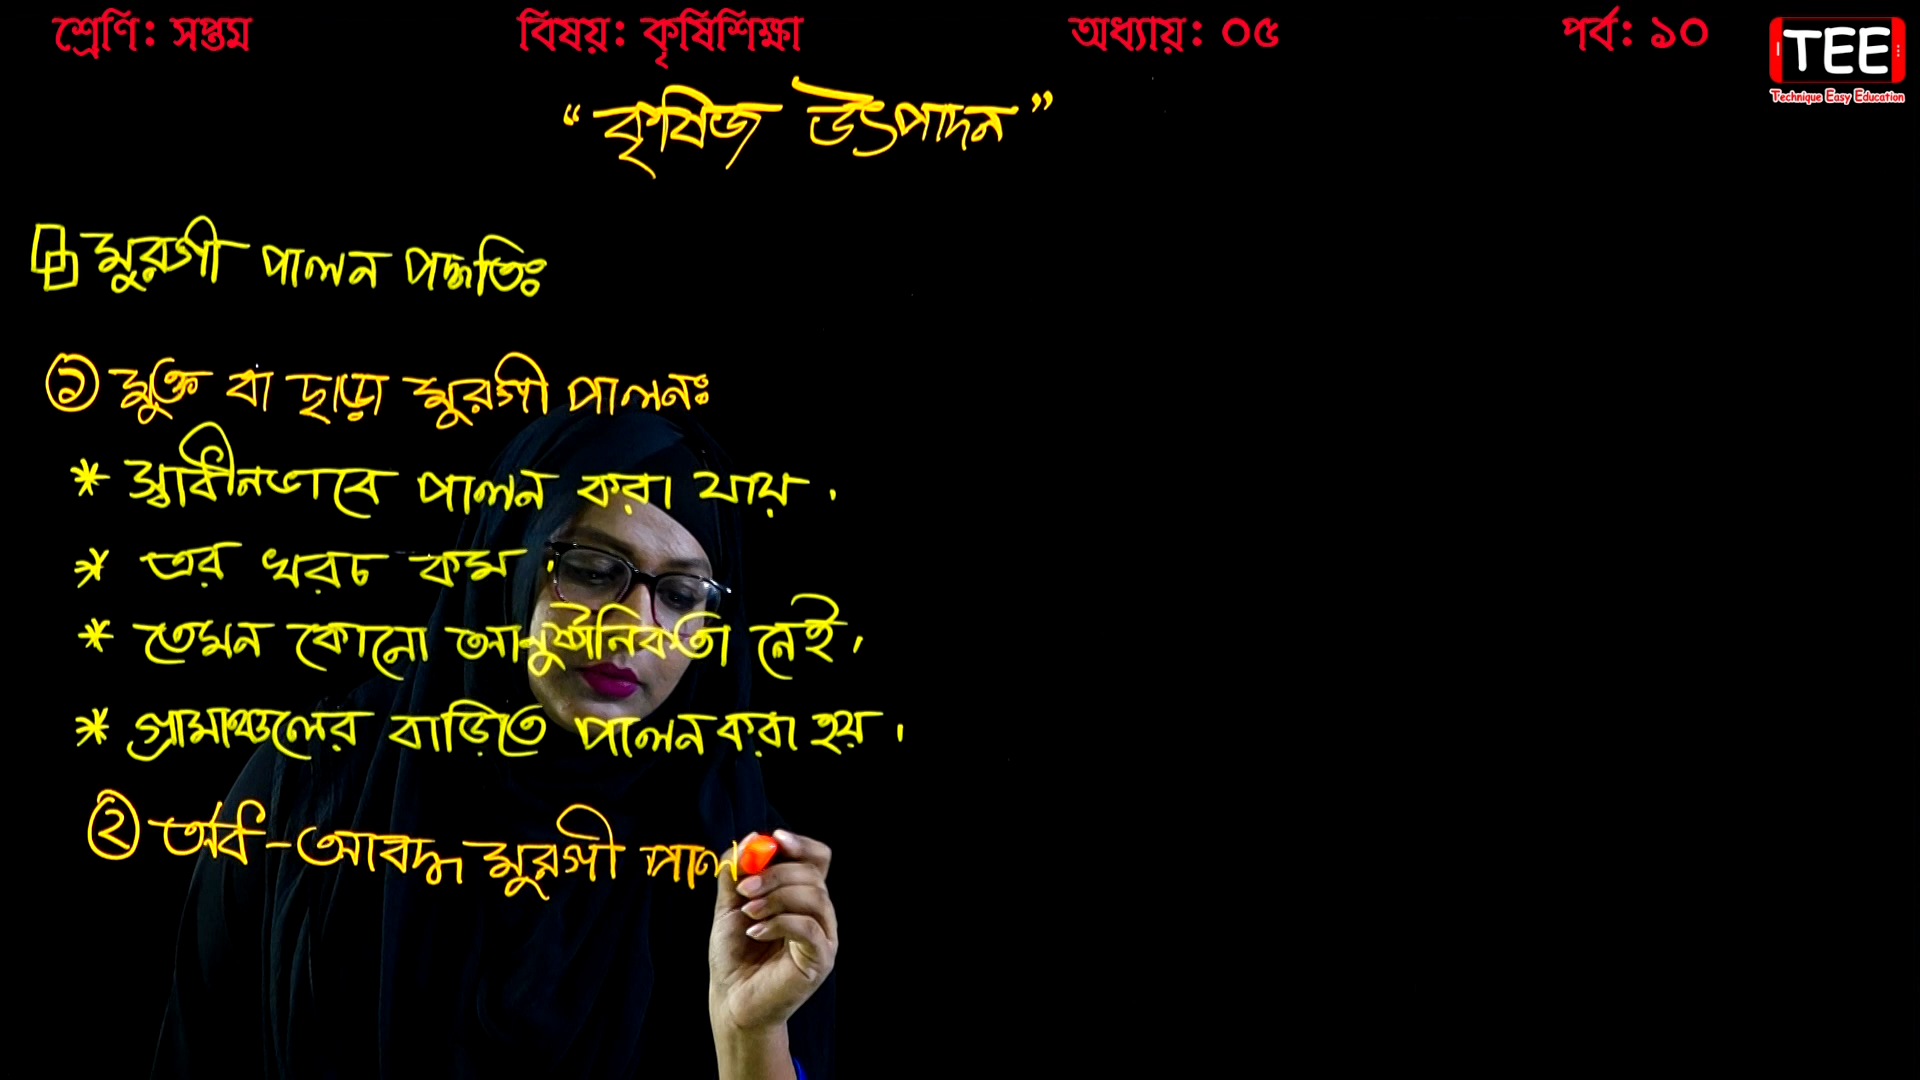 শ্রেণি: সপ্তম বিষয়: কৃষিশিক্ষা অধ্যায়: ০৫ পর্ব: ১০
TEE
Technique Easy Education
“কৃষিজ উৎপাদন”
মুরগী পালন পদ্ধতিঃ
১ মুক্ত বা ছাড়া মুরগী পালনঃ
* স্বাধীনভাবে পালন করা যায়।
* এর খরচ কম।
* তেমন কোনো আনুষ্ঠানিকতা নেই।
* গ্রামাঞ্চলের বাড়িতে পালন করা হয়।
২ অর্ধ-আবদ্ধ মুরগী পাল